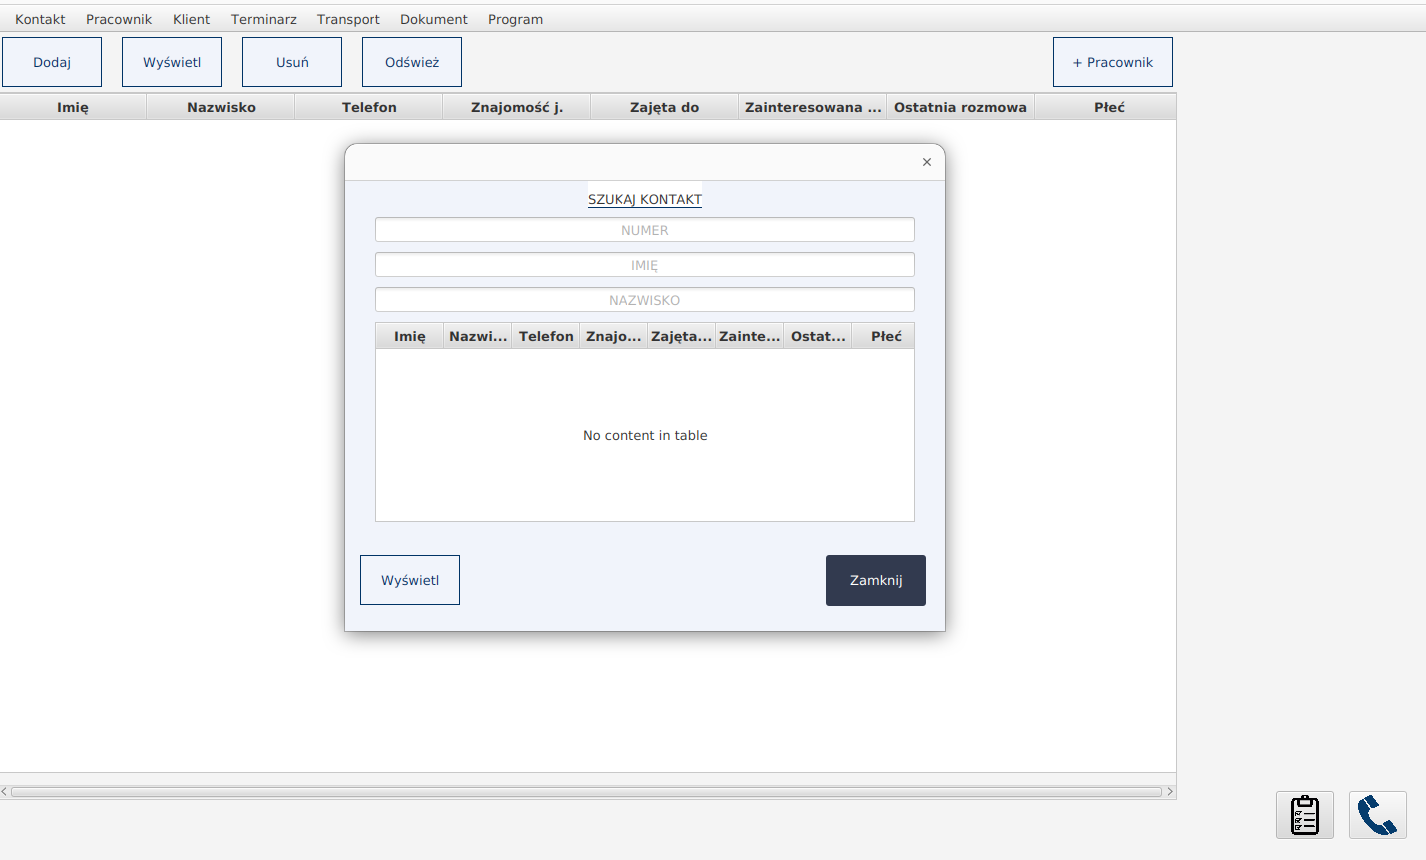 Kontakt Pracownik Klient Terminarz Transport Dokument Program
Dodaj Wyświetl Usuń Odśwież + Pracownik
Imię Nazwisko Telefon Znajomość j. Zajęta do Zainteresowana ... Ostatnia rozmowa Płeć
×
SZUKAJ KONTAKT
NUMER
IMIĘ
NAZWISKO
Imię Nazwi... Telefon Znajo... Zajęta... Zainte... Ostat... Płeć
No content in table
Wyświetl Zamknij